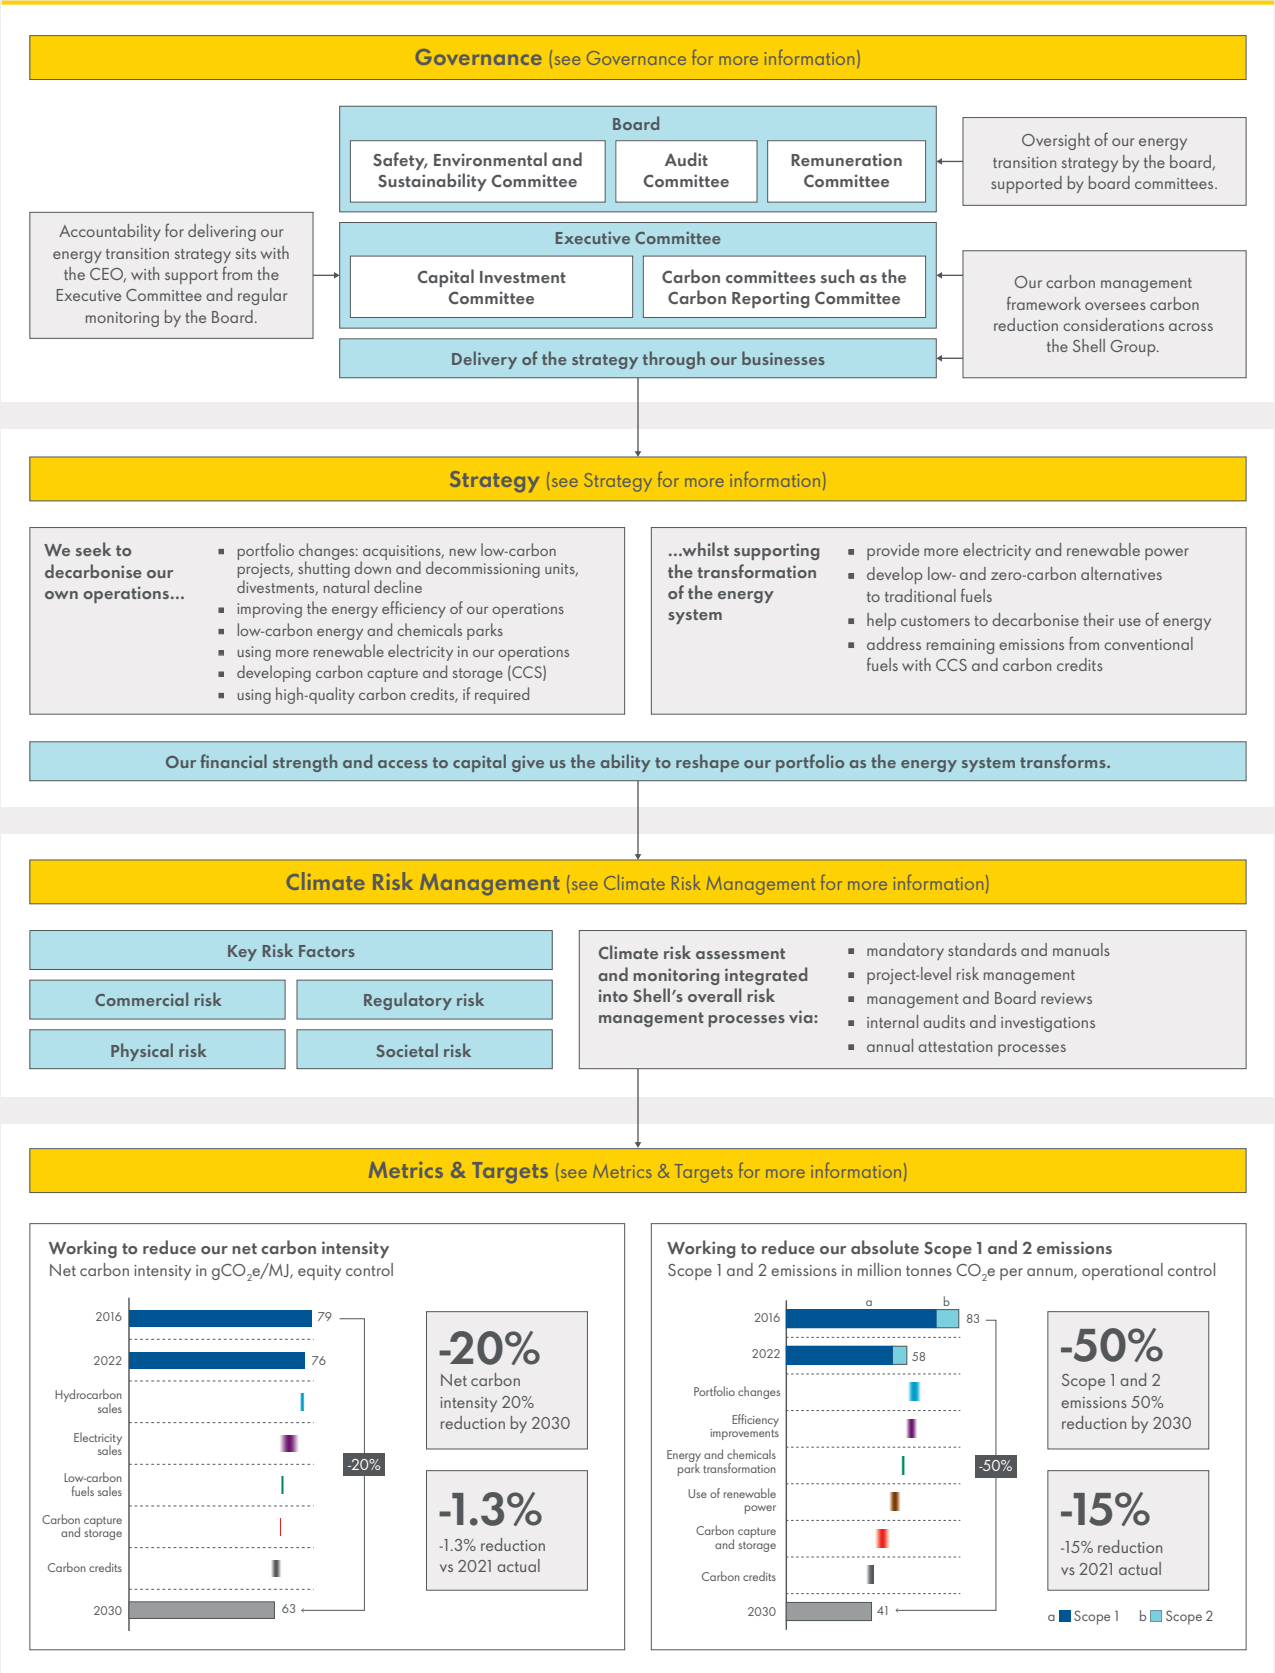 Governance (see Governance for more information)
Board
Safety, Environmental and
Sustainability Committee
Audit
Committee
Remuneration
Committee
Oversight of our energy
transition strategy by the board,
supported by board committees.
Accountability for delivering our
energy transition strategy sits with
the CEO, with support from the
Executive Committee and regular
monitoring by the Board.
Executive Committee
Capital Investment
Committee
Carbon committees such as the
Carbon Reporting Committee
Our carbon management
framework oversees carbon
reduction considerations across
the Shell Group.
Delivery of the strategy through our businesses
Strategy (see Strategy for more information)
We seek to
decarbonise our
own operations...
▪ portfolio changes: acquisitions, new low-carbon
projects, shutting down and decommissioning units,
divestments, natural decline
▪ improving the energy efficiency of our operations
▪ low-carbon energy and chemicals parks
▪ using more renewable electricity in our operations
▪ developing carbon capture and storage (CCS)
▪ using high-quality carbon credits, if required
...whilst supporting
the transformation
of the energy
system
▪ provide more electricity and renewable power
▪ develop low- and zero-carbon alternatives
to traditional fuels
▪ help customers to decarbonise their use of energy
▪ address remaining emissions from conventional
fuels with CCS and carbon credits
Our financial strength and access to capital give us the ability to reshape our portfolio as the energy system transforms.
Climate Risk Management (see Climate Risk Management for more information)
Key Risk Factors
Commercial risk
Regulatory risk
Physical risk
Societal risk
Climate risk assessment
and monitoring integrated
into Shell's overall risk
management processes via:
▪ mandatory standards and manuals
▪ project-level risk management
▪ management and Board reviews
▪ internal audits and investigations
▪ annual attestation processes
Metrics & Targets (see Metrics & Targets for more information)
Working to reduce our net carbon intensity
Net carbon intensity in gCO₂e/MJ, equity control
2016 79
2022 76
Hydrocarbon
sales
Electricity
sales
Low-carbon
fuels sales
Carbon capture
and storage
Carbon credits
2030 63
-20%
-20%
Net carbon
intensity 20%
reduction by 2030
-1.3%
-1.3% reduction
vs 2021 actual
Working to reduce our absolute Scope 1 and 2 emissions
Scope 1 and 2 emissions in million tonnes CO₂e per annum, operational control
a b
2016 83
2022 58
Portfolio changes
Efficiency
improvements
Energy and chemicals
park transformation
Use of renewable
power
Carbon capture
and storage
Carbon credits
2030 41
-50%
-50%
Scope 1 and 2
emissions 50%
reduction by 2030
-15%
-15% reduction
vs 2021 actual
a Scope 1 b Scope 2